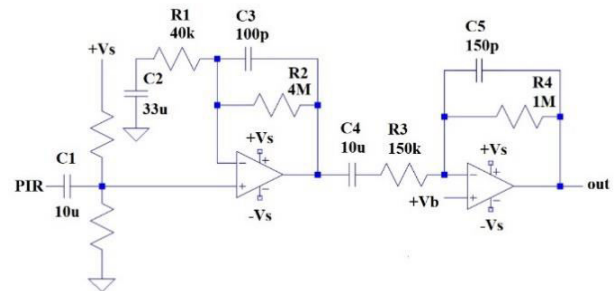 R1
40k
C3
100p
C5
150p
+Vs
C2
33u
R2
4M
R4
1M
C4
10u
R3
150k
+Vs
+Vs
C1
PIR
10u
-
+
+
-
-Vs
-
+
+
-
+Vb
-Vs
out